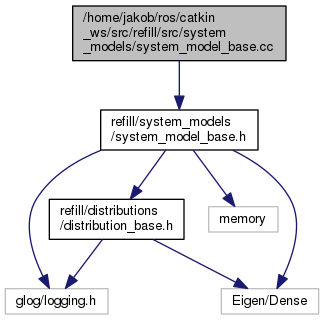 /home/jakob/ros/catkin
_ws/src/refill/src/system
_models/system_model_base.cc
refill/system_models
/system_model_base.h
refill/distributions
/distribution_base.h
memory
glog/logging.h
Eigen/Dense